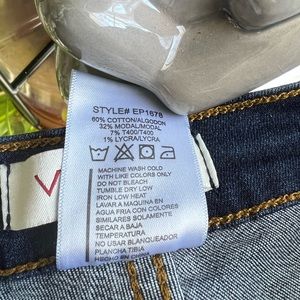 STYLE# EP1678
60% COTTON/ALGODON
32% MODAL/MODAL
7% T400/T400
1% LYCRA/LYCRA
MACHINE WASH COLD
WITH LIKE COLORS ONLY
DO NOT BLEACH
TUMBLE DRY LOW
IRON LOW HEAT
LAVAR A MAQUINA EN
AGUA FRIA CON COLORES
SIMILARES SOLAMENTE
SECAR A BAJA
TEMPERATURA
NO USAR BLANQUEADOR
PLANCHA TIBIA